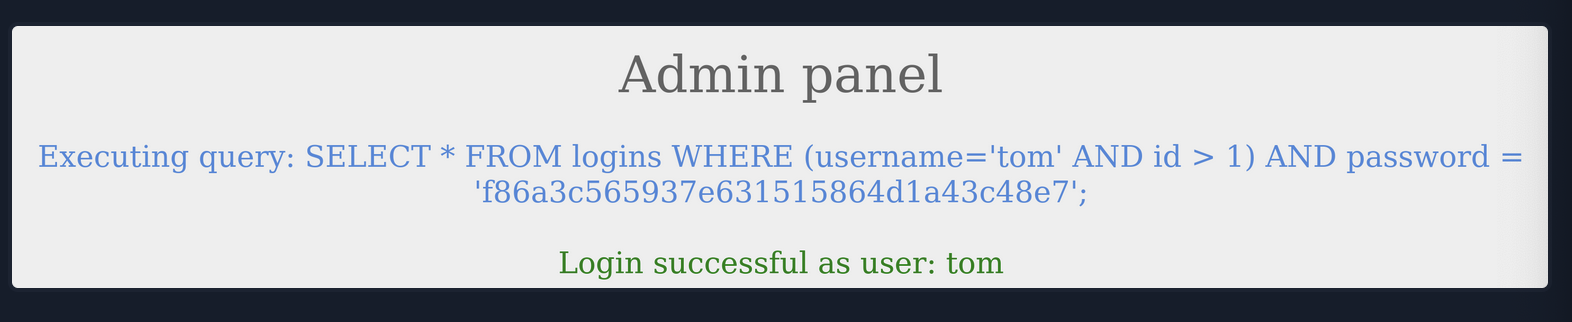 Admin panel
Executing query: SELECT * FROM logins WHERE (username='tom' AND id > 1) AND password =
'f86a3c565937e631515864d1a43c48e7';
Login successful as user: tom